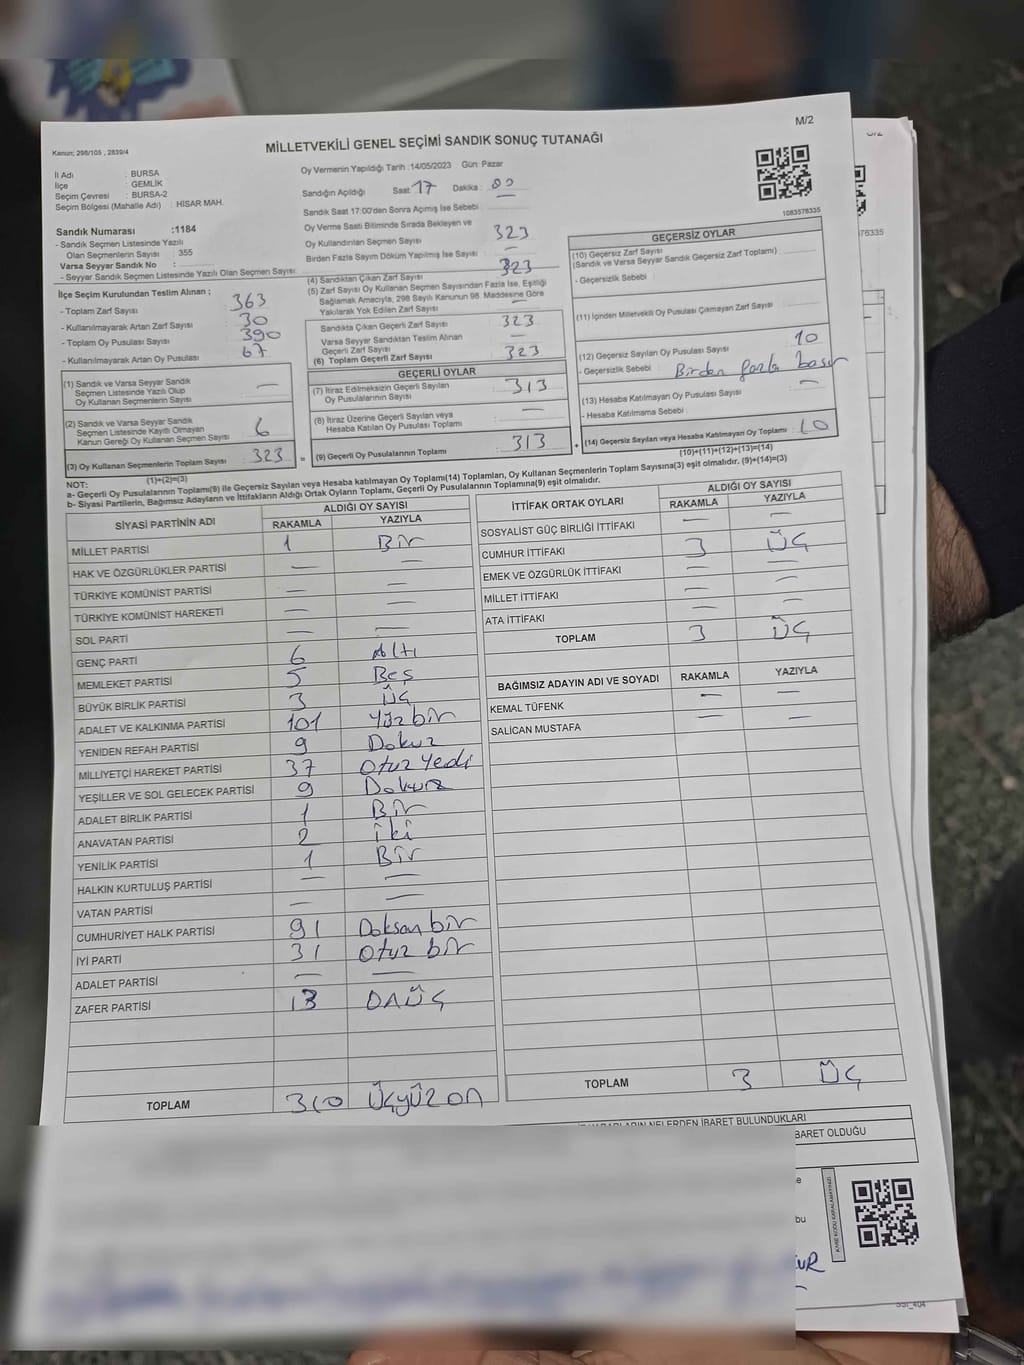 M/2
Kanun; 298/105 , 2839/4
MİLLETVEKİLİ GENEL SEÇİMİ SANDIK SONUÇ TUTANAĞI
İl Adı : BURSA
İlçe : GEMLİK
Seçim Çevresi : BURSA-2
Seçim Bölgesi (Mahalle Adı) : HİSAR MAH.
Sandık Numarası :1184
- Sandık Seçmen Listesinde Yazılı
Olan Seçmenlerin Sayısı : 355
Varsa Seyyar Sandık No :
- Seyyar Sandık Seçmen Listesinde Yazılı Olan Seçmen Sayısı:
Oy Vermenin Yapıldığı Tarih :14/05/2023 Gün: Pazar
Sandığın Açıldığı Saat 17 Dakika : 00
Sandık Saat 17:00'den Sonra Açımış İse Sebebi
Oy Verme Saati Bitiminde Sırada Bekleyen ve
Oy Kullandırılan Seçmen Sayısı 323
Birden Fazla Sayım Döküm Yapılmış İse Sayısı —
1083578335
İlçe Seçim Kurulundan Teslim Alınan ;
- Toplam Zarf Sayısı : 363
- Kullanılmayarak Artan Zarf Sayısı : 30
- Toplam Oy Pusulası Sayısı : 390
- Kullanılmayarak Artan Oy Pusulası : 67
(4) Sandıktan Çıkan Zarf Sayısı : 323
(5) Zarf Sayısı Oy Kullanan Seçmen Sayısından Fazla İse, Eşitliği
Sağlamak Amacıyla, 298 Sayılı Kanunun 98. Maddesine Göre
Yakılarak Yok Edilen Zarf Sayısı : —
Sandıkta Çıkan Geçerli Zarf Sayısı : 323
Varsa Seyyar Sandıktan Teslim Alınan
Geçerli Zarf Sayısı : —
(6) Toplam Geçerli Zarf Sayısı : 323
(1) Sandık ve Varsa Seyyar Sandık
Seçmen Listesinde Yazılı Olup
Oy Kullanan Seçmenlerin Sayısı : —
(2) Sandık ve Varsa Seyyar Sandık
Seçmen Listesinde Kayıtlı Olmayan
Kanun Gereği Oy Kullanan Seçmen Sayısı : 6
(3) Oy Kullanan Seçmenlerin Toplam Sayısı : 323
(1)+(2)=(3)
GEÇERLİ OYLAR
(7) İtiraz Edilmeksizin Geçerli Sayılan
Oy Pusulalarının Sayısı : 313
(8) İtiraz Üzerine Geçerli Sayılan veya
Hesaba Katılan Oy Pusulası Toplamı : —
(9) Geçerli Oy Pusulalarının Toplamı : 313
GEÇERSİZ OYLAR
(10) Geçersiz Zarf Sayısı
(Sandık ve Varsa Seyyar Sandık Geçersiz Zarf Toplamı) :
- Geçersizlik Sebebi :
(11) İçinden Milletvekili Oy Pusulası Çıkmayan Zarf Sayısı :
(12) Geçersiz Sayılan Oy Pusulası Sayısı : 10
- Geçersizlik Sebebi : Birden fazla basır
(13) Hesaba Katılmayan Oy Pusulası Sayısı : —
- Hesaba Katılmama Sebebi :
(14) Geçersiz Sayılan veya Hesaba Katılmayan Oy Toplamı : 10
(10)+(11)+(12)+(13)=(14)
NOT:
a- Geçerli Oy Pusulalarının Toplamı(9) ile Geçersiz Sayılan veya Hesaba katılmayan Oy Toplamı(14) Toplamları, Oy Kullanan Seçmenlerin Toplam Sayısına(3) eşit olmalıdır, (9)+(14)=(3)
b- Siyasi Partilerin, Bağımsız Adayların ve İttifakların Aldığı Ortak Oyların Toplamı, Geçerli Oy Pusulalarının Toplamına(9) eşit olmalıdır.
SİYASİ PARTİNİN ADI ALDIĞI OY SAYISI
RAKAMLA YAZIYLA
MİLLET PARTİSİ 1 Bir
HAK VE ÖZGÜRLÜKLER PARTİSİ — —
TÜRKİYE KOMÜNİST PARTİSİ — —
TÜRKİYE KOMÜNİST HAREKETİ — —
SOL PARTİ — —
GENÇ PARTİ 6 Altı
MEMLEKET PARTİSİ 5 Beş
BÜYÜK BİRLİK PARTİSİ 3 Üç
ADALET VE KALKINMA PARTİSİ 101 Yüz bir
YENİDEN REFAH PARTİSİ 9 Dokuz
MİLLİYETÇİ HAREKET PARTİSİ 37 Otuz Yedi
YEŞİLLER VE SOL GELECEK PARTİSİ 9 Dokuz
ADALET BİRLİK PARTİSİ 1 Bir
ANAVATAN PARTİSİ 2 İki
YENİLİK PARTİSİ 1 Bir
HALKIN KURTULUŞ PARTİSİ — —
VATAN PARTİSİ — —
CUMHURİYET HALK PARTİSİ 91 Doksan bir
İYİ PARTİ 31 Otuz bir
ADALET PARTİSİ — —
ZAFER PARTİSİ 13 ONÜÇ
TOPLAM 310 Üçyüz on
İTTİFAK ORTAK OYLARI ALDIĞI OY SAYISI
RAKAMLA YAZIYLA
SOSYALİST GÜÇ BİRLİĞİ İTTİFAKI — —
CUMHUR İTTİFAKI 3 ÜÇ
EMEK VE ÖZGÜRLÜK İTTİFAKI — —
MİLLET İTTİFAKI — —
ATA İTTİFAKI — —
TOPLAM 3 ÜÇ
BAĞIMSIZ ADAYIN ADI VE SOYADI RAKAMLA YAZIYLA
KEMAL TÜFENK — —
SALİCAN MUSTAFA — —
TOPLAM 3 ÜÇ
NELERDEN İBARET BULUNDUKLARI
BARET OLDUĞU